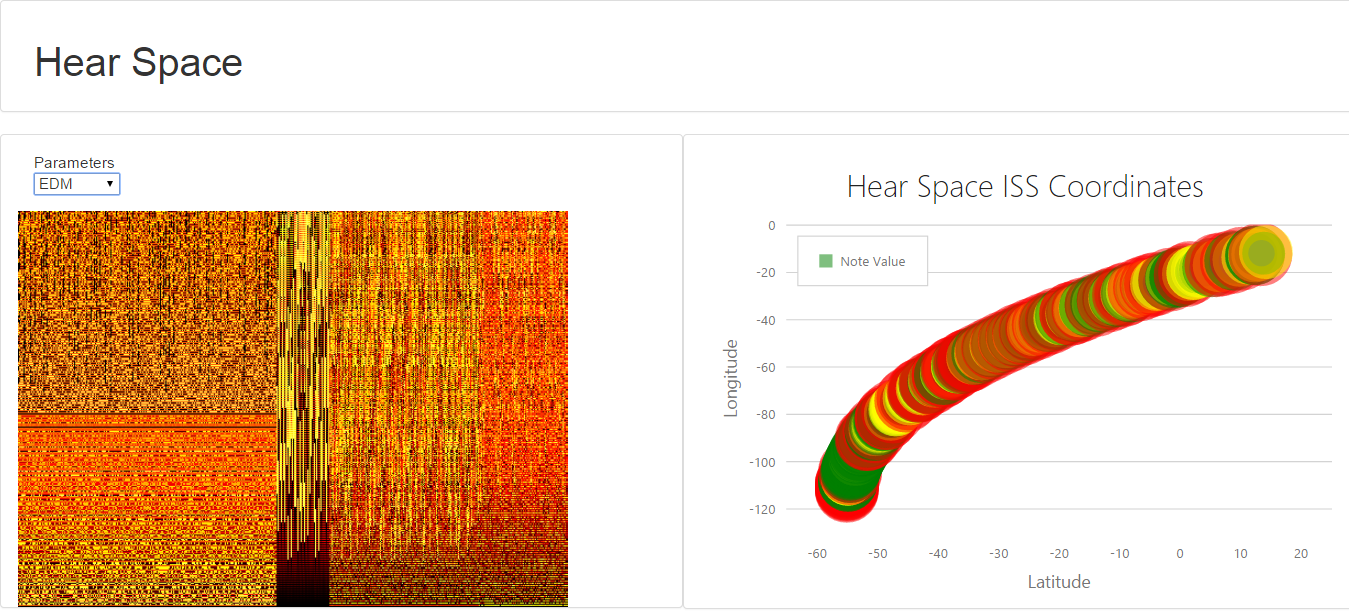 Hear Space
Parameters
EDM
Hear Space ISS Coordinates
Note Value
Longitude
0
-20
-40
-60
-80
-100
-120
-60 -50 -40 -30 -20 -10 0 10 20
Latitude